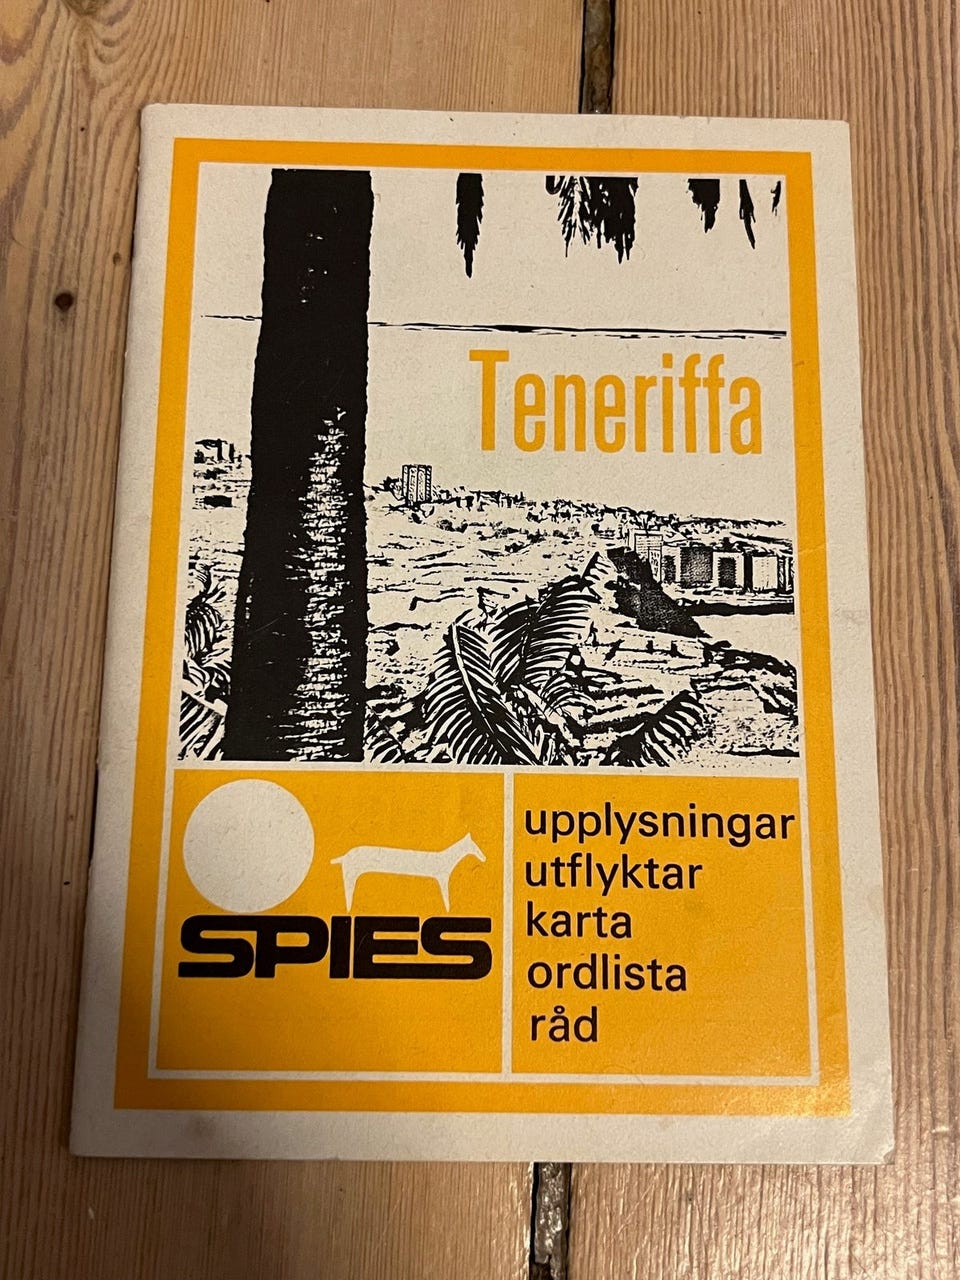 Teneriffa
SPIES
upplysningar
utflyktar
karta
ordlista
råd